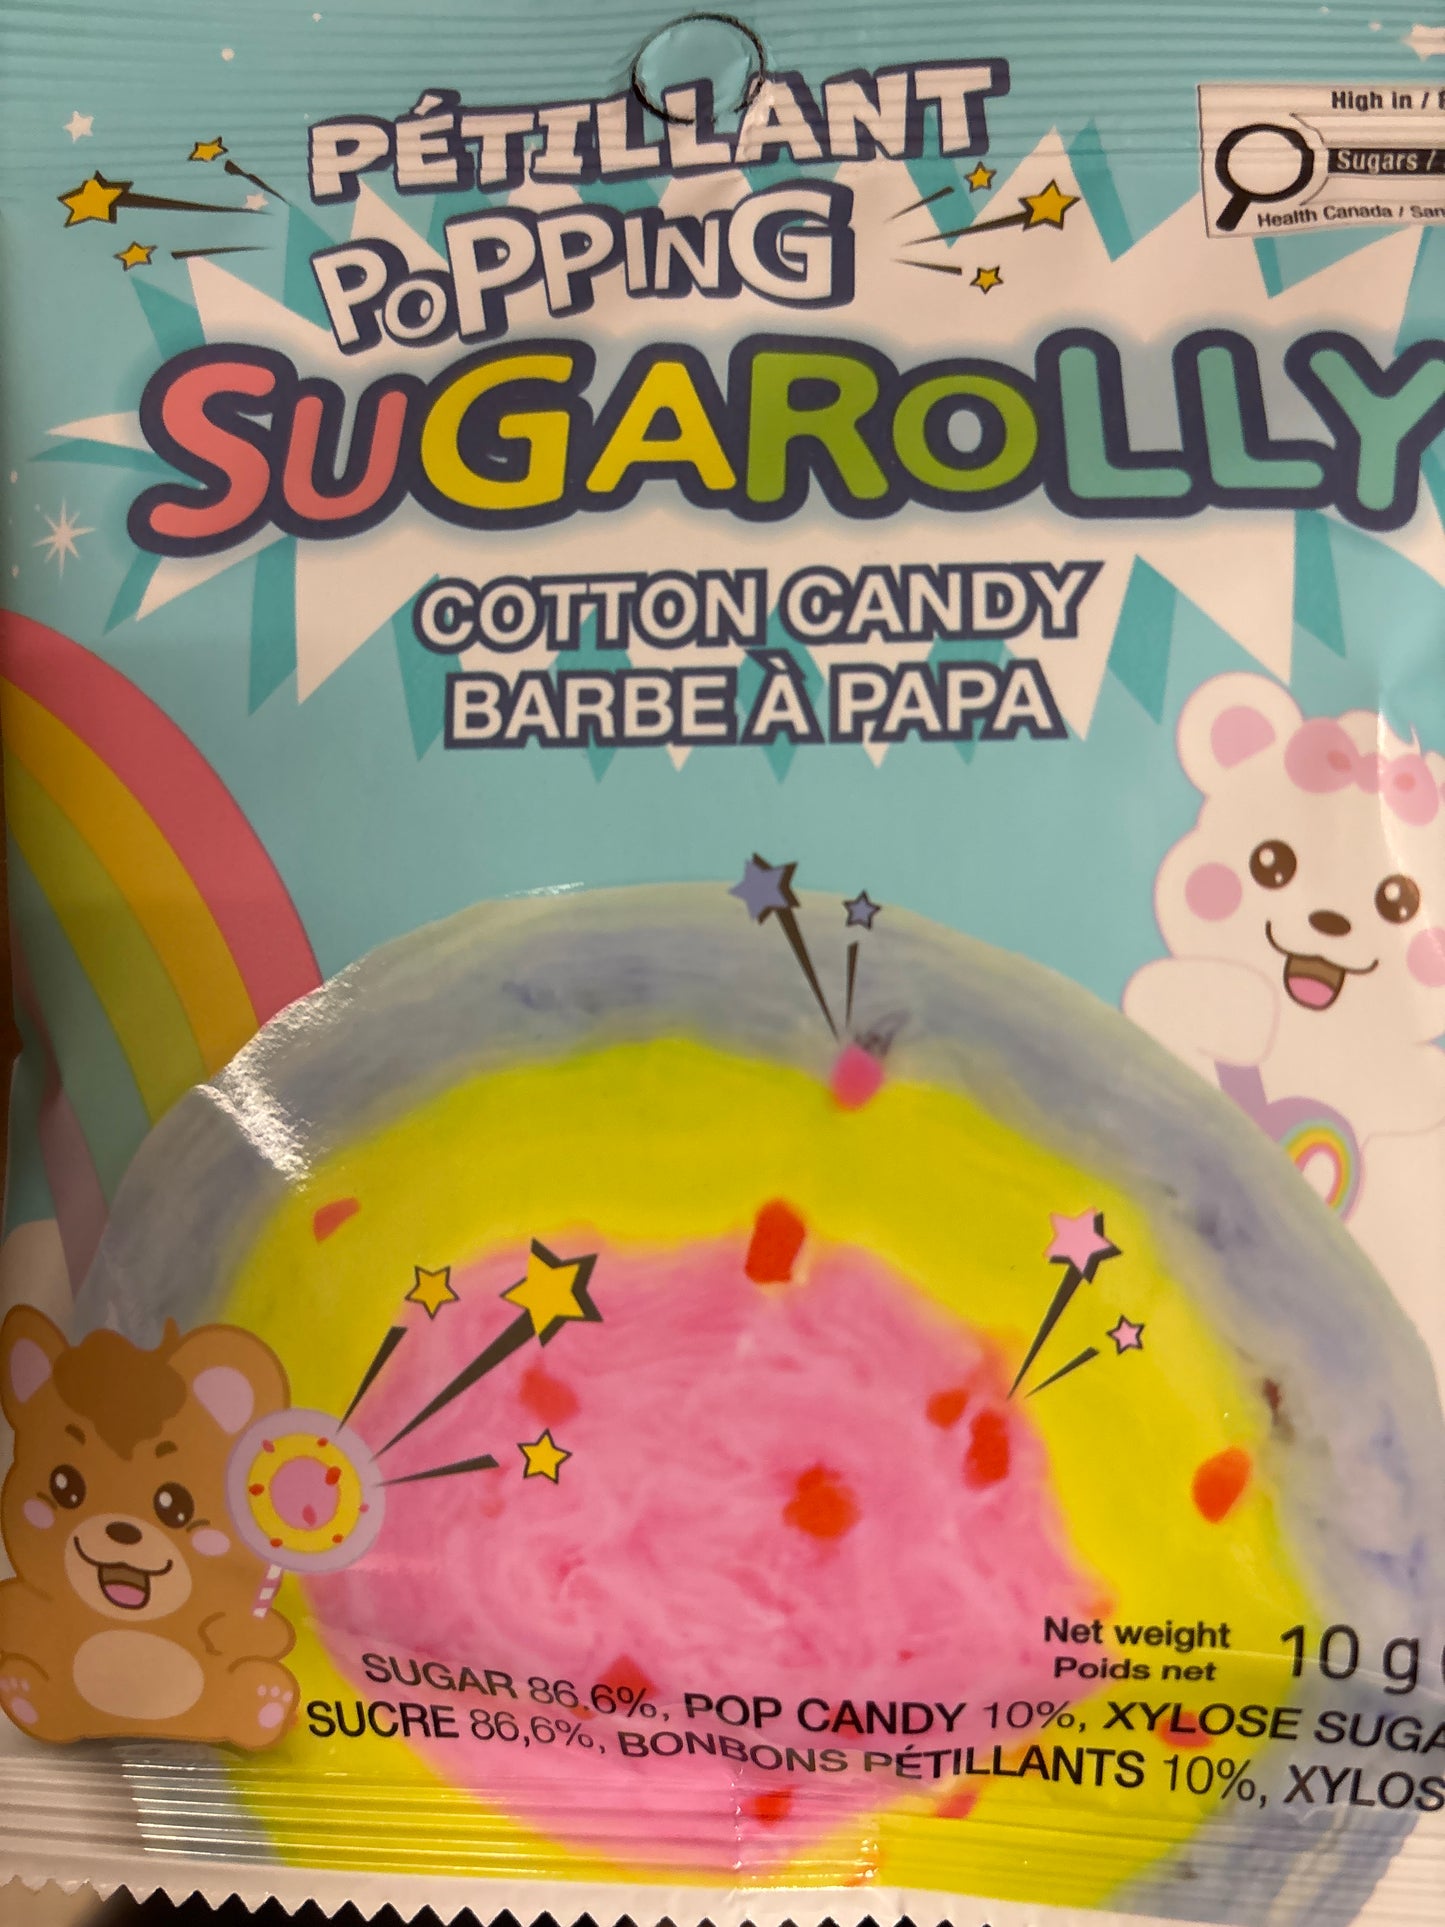 PÉTILLANT
POPPING
High in /
Sugars /
Health Canada /
SUGAROLLY
COTTON CANDY
BARBE À PAPA
Net weight
Poids net
10 g
SUGAR 86.6%, POP CANDY 10%, XYLOSE
SUCRE 86,6%, BONBONS PÉTILLANTS 10%,